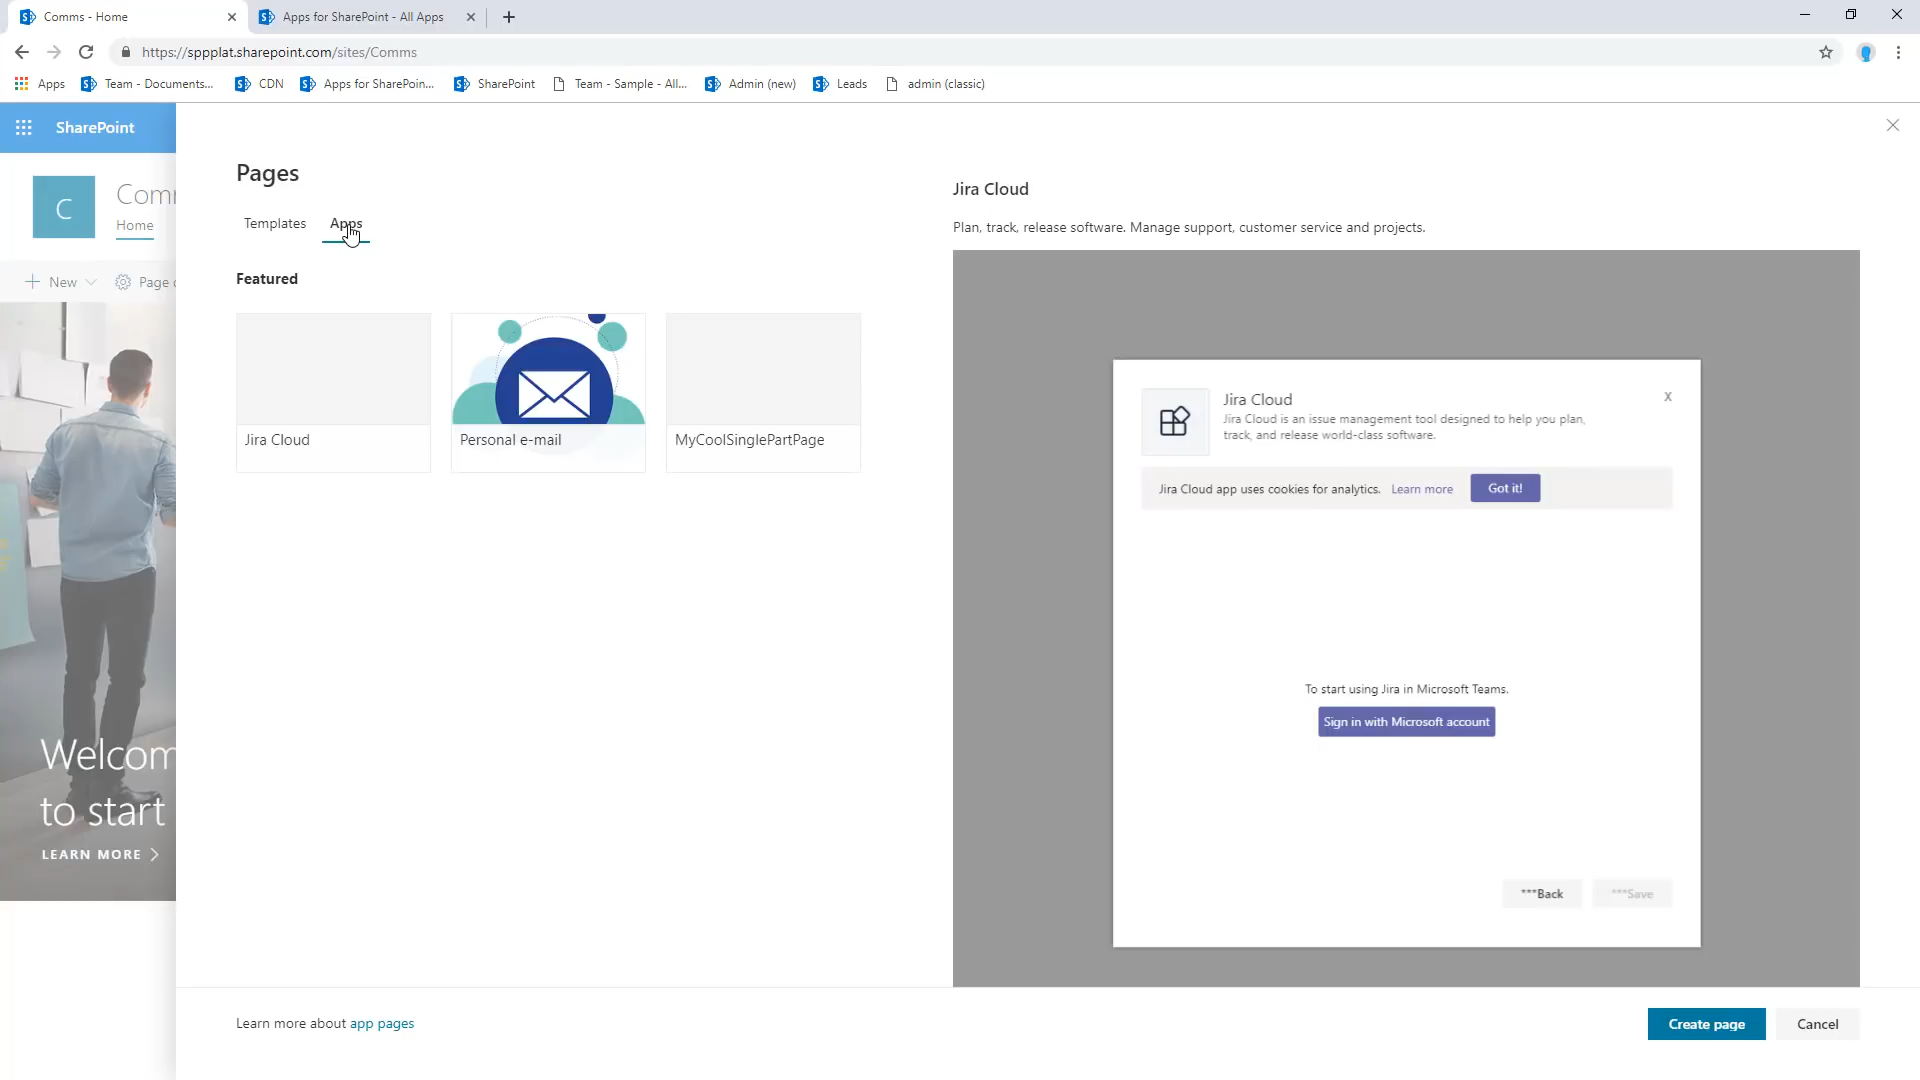 Comms - Home
Apps for SharePoint - All Apps
https://sppplat.sharepoint.com/sites/Comms
Apps
Team - Documents...
CDN
Apps for SharePoin...
SharePoint
Team - Sample - All...
Admin (new)
Leads
admin (classic)
SharePoint
C
Com
Home
New
Page
Welcom
to start
LEARN MORE
Pages
Templates
Apps
Featured
Jira Cloud
Personal e-mail
MyCoolSinglePartPage
Jira Cloud
Plan, track, release software. Manage support, customer service and projects.
Jira Cloud
X
Jira Cloud is an issue management tool designed to help you plan,
track, and release world-class software.
Jira Cloud app uses cookies for analytics. Learn more
Got it!
To start using Jira in Microsoft Teams.
Sign in with Microsoft account
***Back
***Save
Learn more about app pages
Create page
Cancel